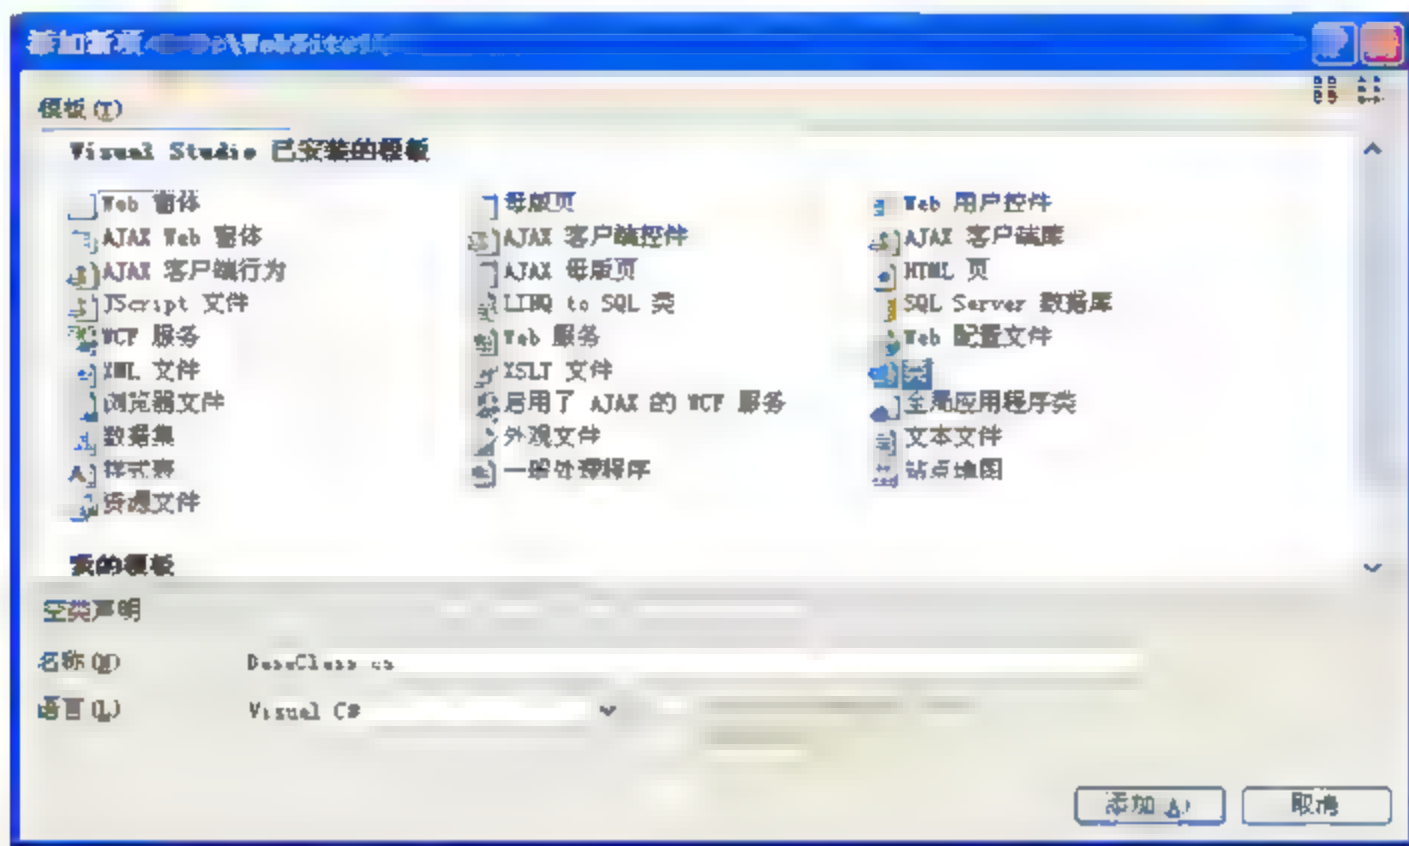 添加新项
模板(T)
Visual Studio 已安装的模板
Web 窗体 母版页 Web 用户控件
AJAX Web 窗体 AJAX 客户端控件 AJAX 客户端库
AJAX 客户端行为 AJAX 母版页 HTML 页
JScript 文件 LINQ to SQL 类 SQL Server 数据库
WCF 服务 Web 服务 Web 配置文件
XML 文件 XSLT 文件 类
浏览器文件 启用了 AJAX 的 WCF 服务 全局应用程序类
数据集 外观文件 文本文件
样式表 一般处理程序 站点地图
资源文件
我的模板
空类声明
名称(N)
语言(L) Visual C#
添加(A) 取消